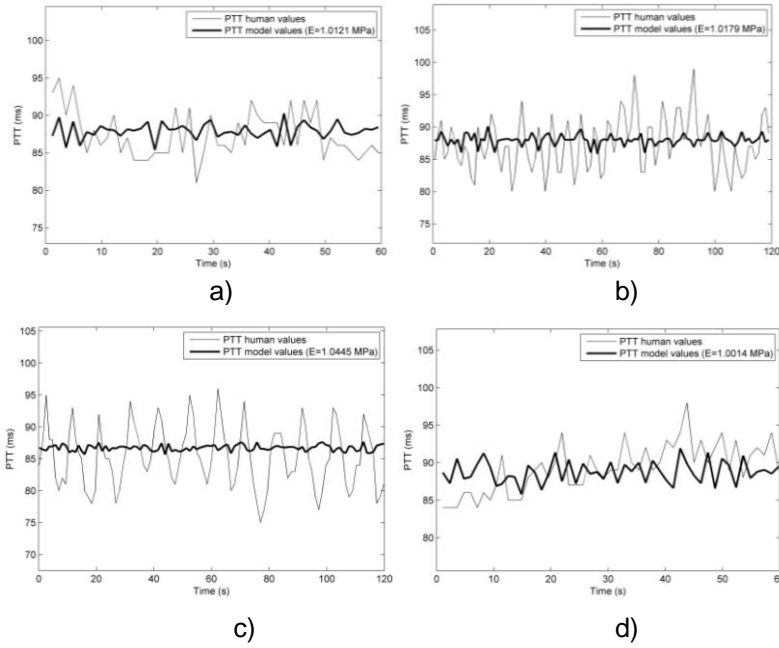 PTT human values
PTT model values (E=1.0121 MPa)
100
95
90
85
80
75
PTT (ms)
0 10 20 30 40 50 60
Time (s)
a)
PTT human values
PTT model values (E=1.0179 MPa)
105
100
95
90
85
80
75
PTT (ms)
0 20 40 60 80 100 120
Time (s)
b)
PTT human values
PTT model values (E=1.0445 MPa)
105
100
95
90
85
80
75
70
PTT (ms)
0 20 40 60 80 100 120
Time (s)
c)
PTT human values
PTT model values (E=1.0014 MPa)
105
100
95
90
85
80
PTT (ms)
0 10 20 30 40 50 60
Time (s)
d)